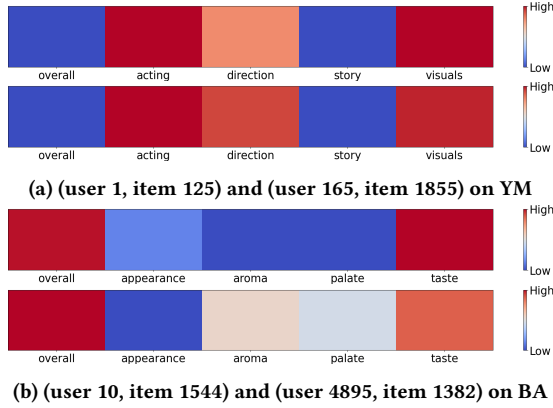 High
Low
overall acting direction story visuals
High
Low
overall acting direction story visuals
(a) (user 1, item 125) and (user 165, item 1855) on YM
High
Low
overall appearance aroma palate taste
High
Low
overall appearance aroma palate taste
(b) (user 10, item 1544) and (user 4895, item 1382) on BA